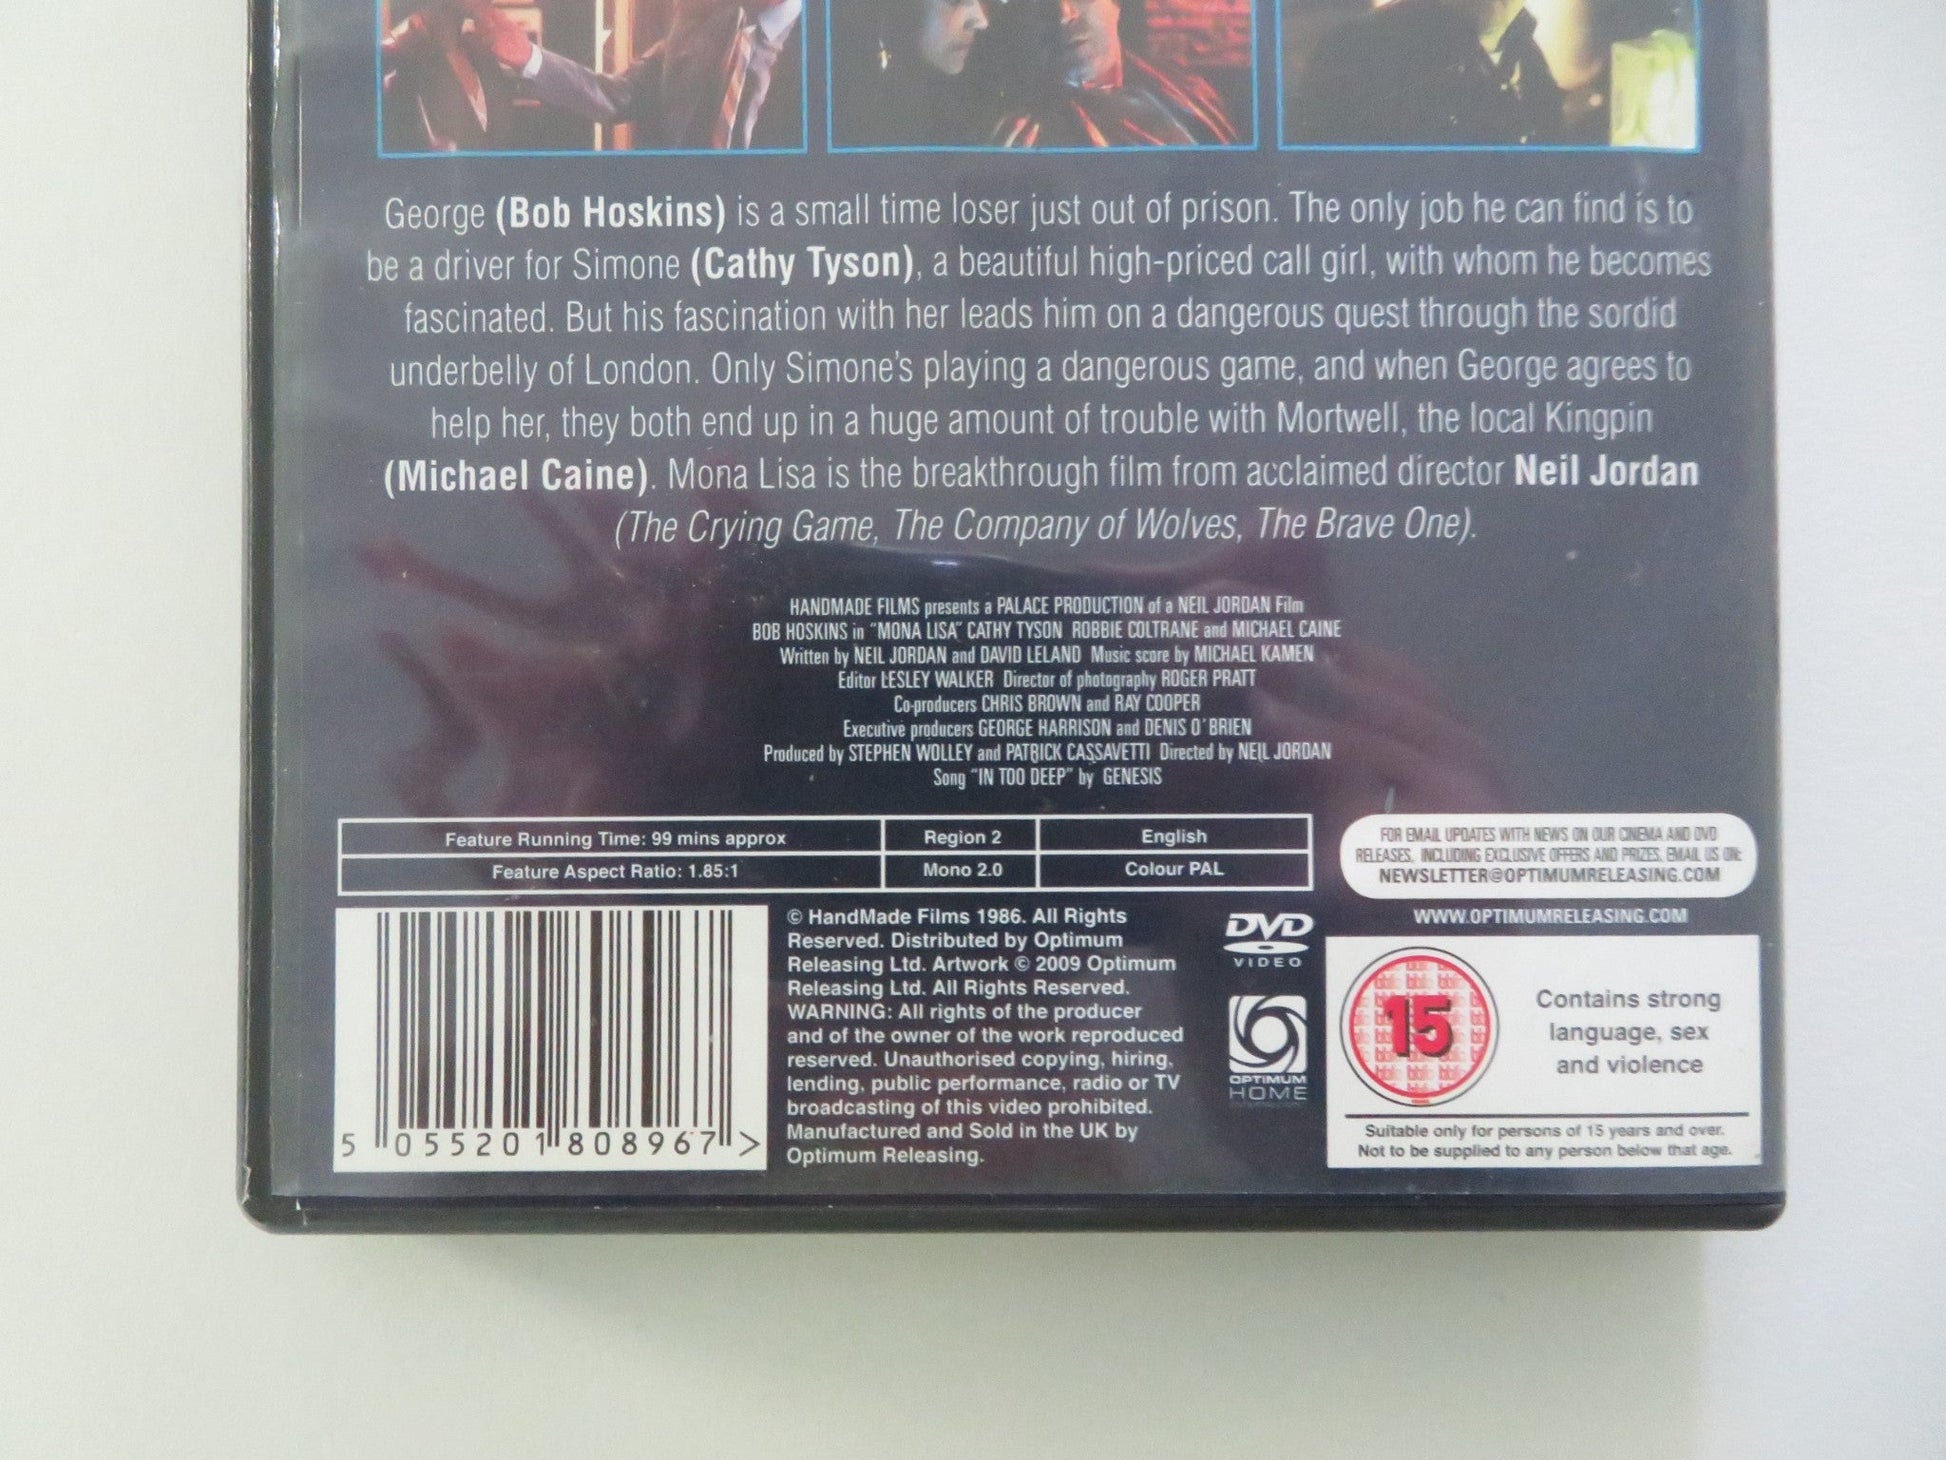 George (Bob Hoskins) is a small time loser just out of prison. The only job he can find is to
be a driver for Simone (Cathy Tyson), a beautiful high-priced call girl, with whom he becomes
fascinated. But his fascination with her leads him on a dangerous quest through the sordid
underbelly of London. Only Simone's playing a dangerous game, and when George agrees to
help her, they both end up in a huge amount of trouble with Mortwell, the local Kingpin
(Michael Caine). Mona Lisa is the breakthrough film from acclaimed director Neil Jordan
(The Crying Game, The Company of Wolves, The Brave One).
HANDMADE FILMS presents a PALACE PRODUCTION of a NEIL JORDAN Film
BOB HOSKINS in "MONA LISA" CATHY TYSON ROBBIE COLTRANE and MICHAEL CAINE
Written by NEIL JORDAN and DAVID LELAND Music score by MICHAEL KAMEN
Editor LESLEY WALKER Director of photography ROGER PRATT
Co-producers CHRIS BROWN and RAY COOPER
Executive producers GEORGE HARRISON and DENIS O'BRIEN
Produced by STEPHEN WOLLEY and PATRICK CASSAVETTI Directed by NEIL JORDAN
Song "IN TOO DEEP" by GENESIS
Feature Running Time: 99 mins approx
Region 2
English
Feature Aspect Ratio: 1.85:1
Mono 2.0
Colour PAL
FOR EMAIL UPDATES WITH NEWS ON OUR CINEMA AND DVD
RELEASES, INCLUDING EXCLUSIVE OFFERS AND PRIZES, EMAIL US ON:
NEWSLETTER@OPTIMUMRELEASING.COM
WWW.OPTIMUMRELEASING.COM
5 055201 808967 >
© HandMade Films 1986. All Rights
Reserved. Distributed by Optimum
Releasing Ltd. Artwork © 2009 Optimum
Releasing Ltd. All Rights Reserved.
WARNING: All rights of the producer
and of the owner of the work reproduced
reserved. Unauthorised copying, hiring,
lending, public performance, radio or TV
broadcasting of this video prohibited.
Manufactured and Sold in the UK by
Optimum Releasing.
DVD
VIDEO
OPTIMUM
HOME
15
Contains strong
language, sex
and violence
Suitable only for persons of 15 years and over.
Not to be supplied to any person below that age.